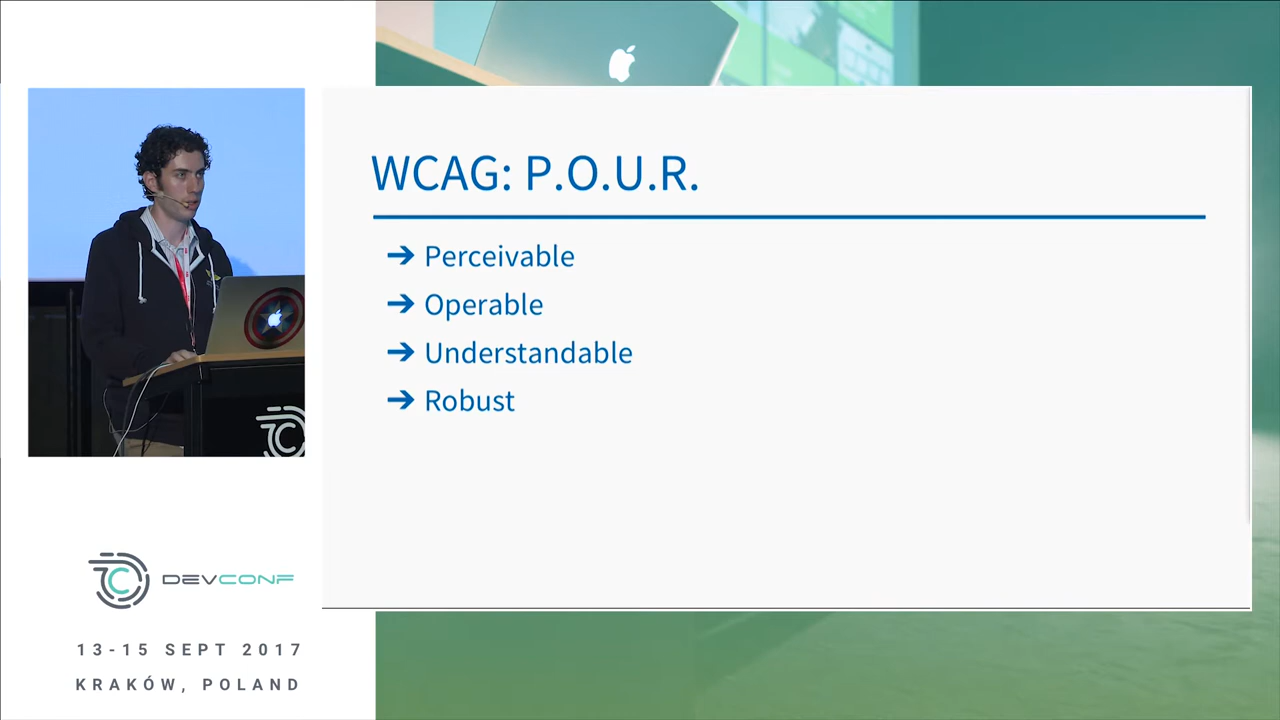 WCAG: P.O.U.R.
➔ Perceivable
➔ Operable
➔ Understandable
➔ Robust
DEVCONF
13-15 SEPT 2017
KRAKÓW, POLAND